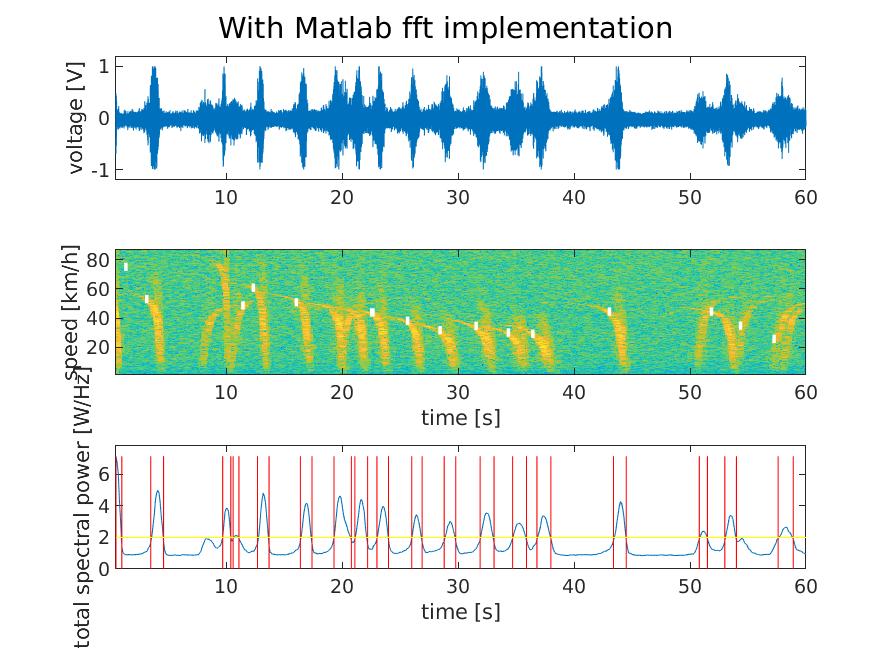 With Matlab fft implementation
voltage [V]
1
0
-1
10 20 30 40 50 60
speed [km/h]
80
60
40
20
10 20 30 40 50 60
time [s]
total spectral power [W/Hz]
6
4
2
0
10 20 30 40 50 60
time [s]